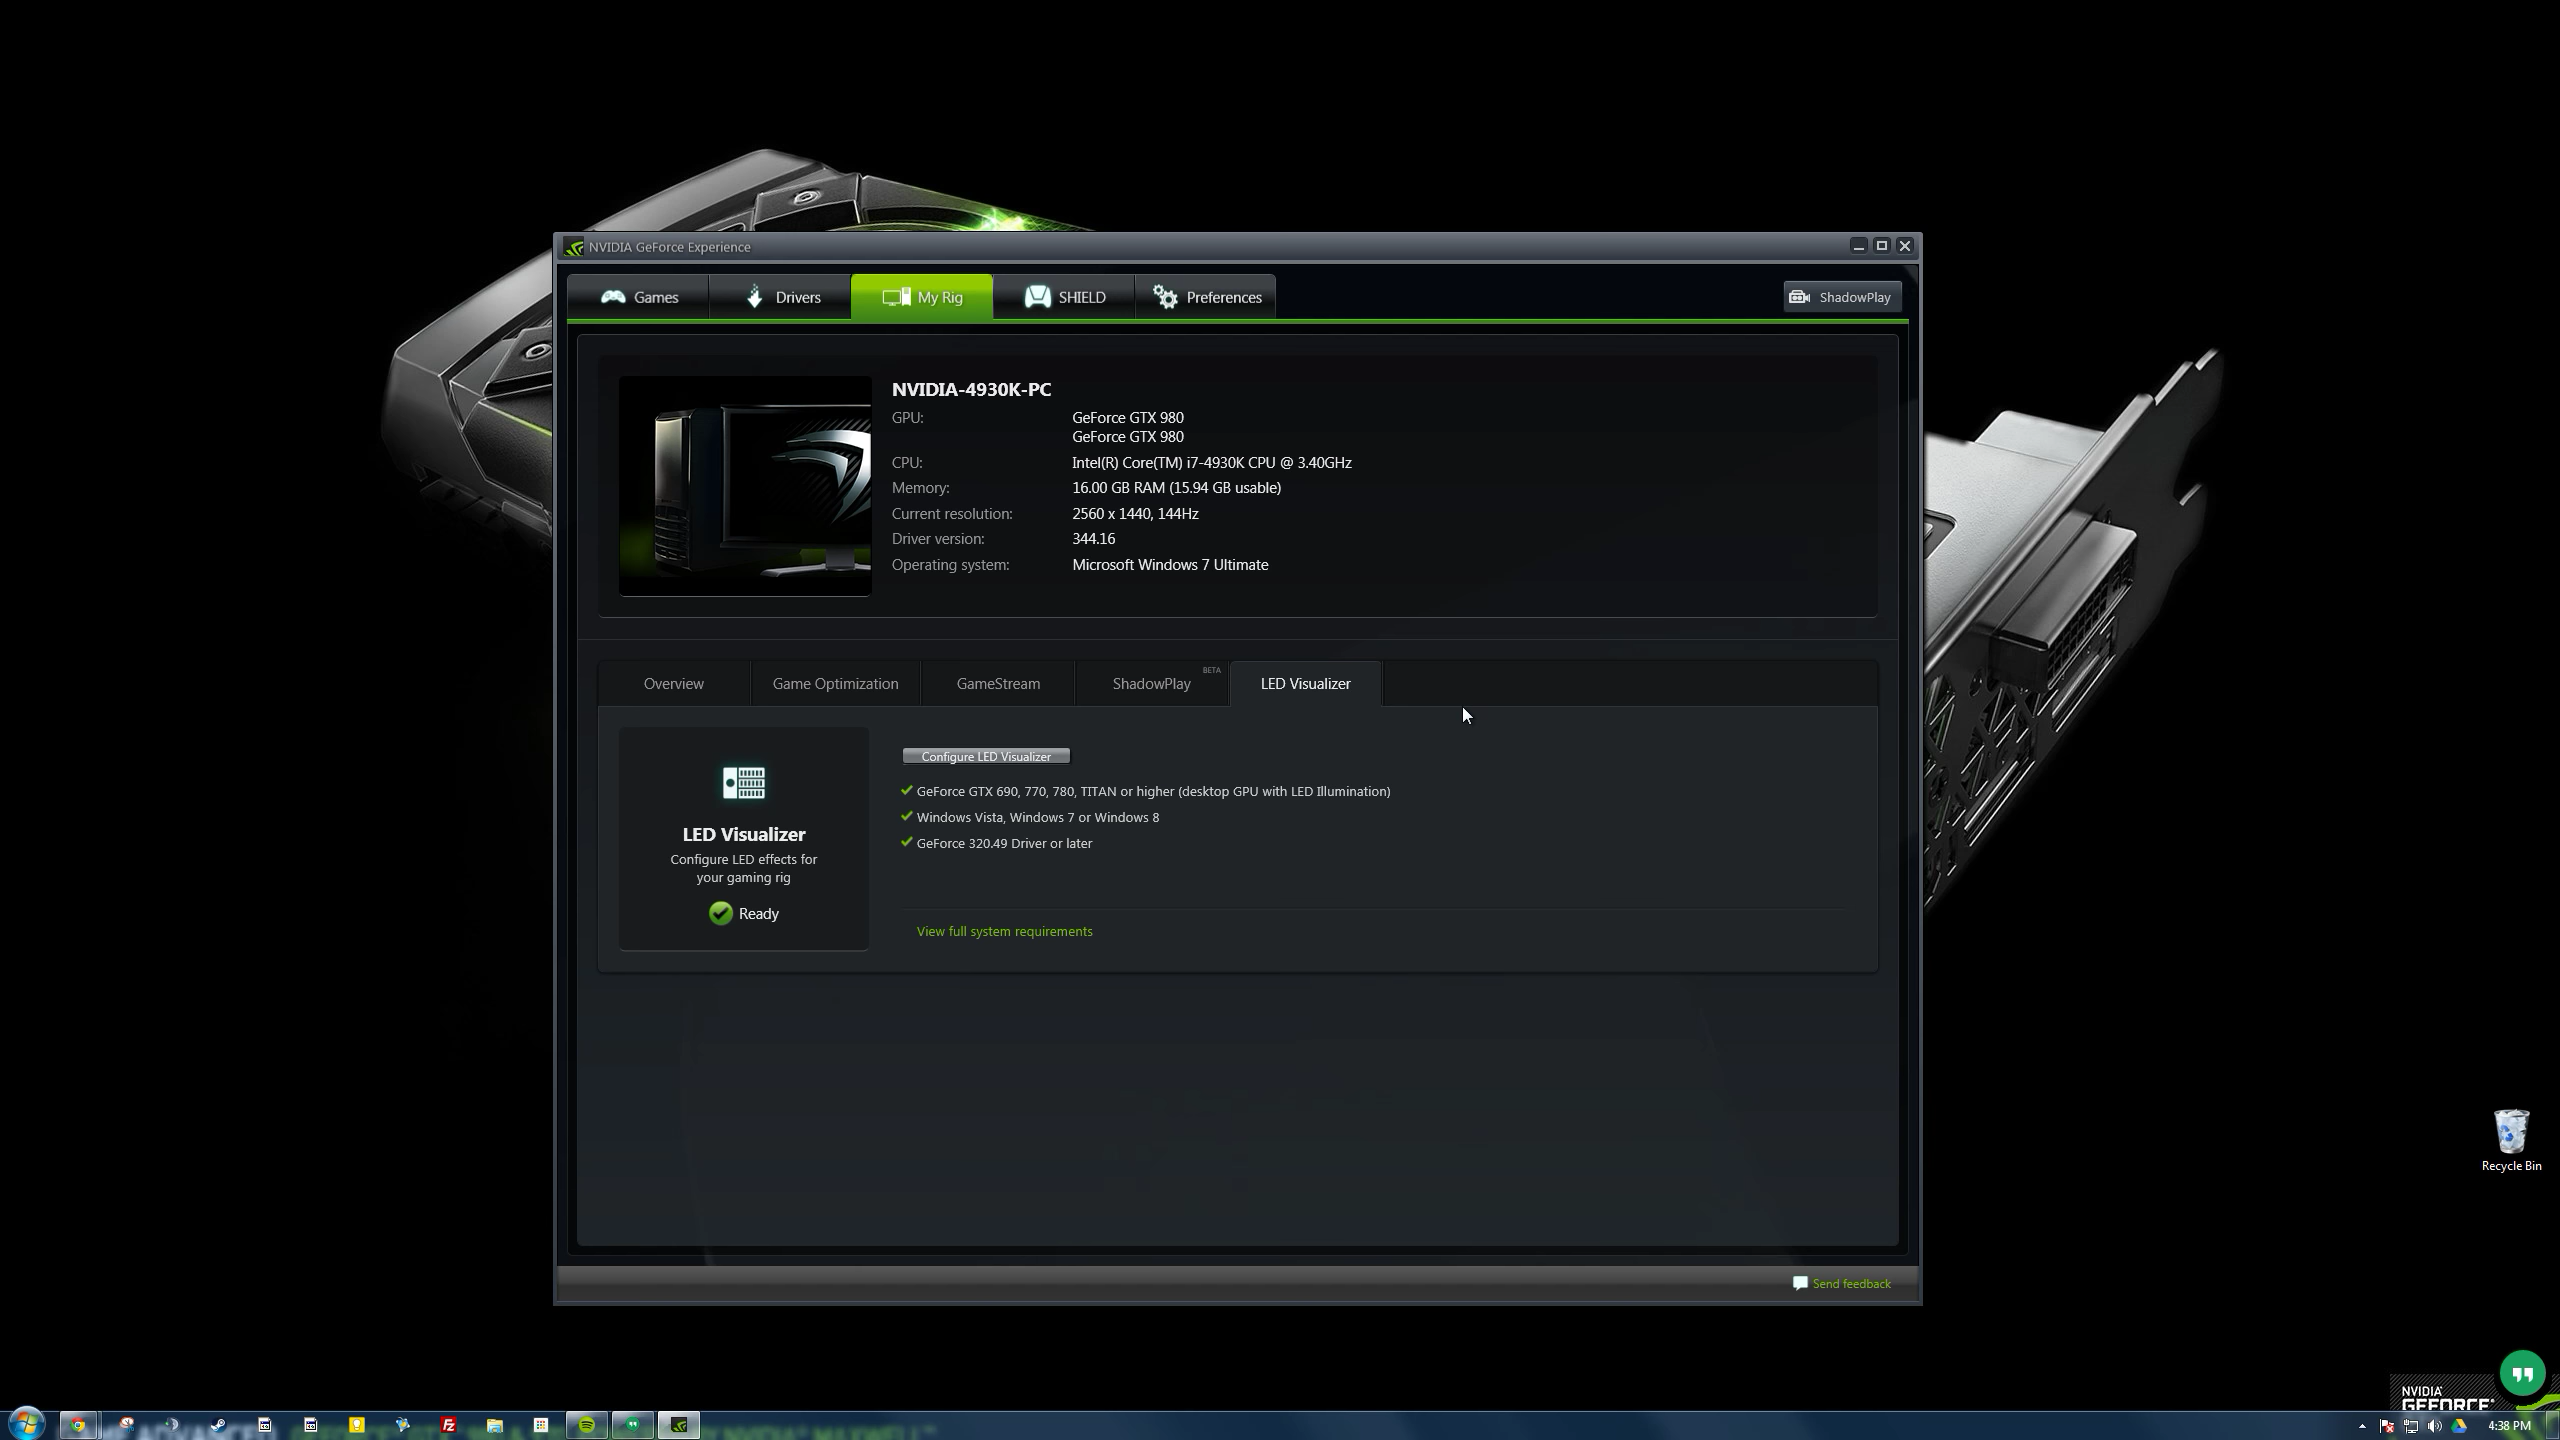 NVIDIA GeForce Experience
Games
Drivers
My Rig
SHIELD
Preferences
ShadowPlay
NVIDIA-4930K-PC
GPU: GeForce GTX 980
GeForce GTX 980
CPU: Intel(R) Core(TM) i7-4930K CPU @ 3.40GHz
Memory: 16.00 GB RAM (15.94 GB usable)
Current resolution: 2560 x 1440, 144Hz
Driver version: 344.16
Operating system: Microsoft Windows 7 Ultimate
Overview
Game Optimization
GameStream
ShadowPlay BETA
LED Visualizer
Configure LED Visualizer
GeForce GTX 690, 770, 780, TITAN or higher (desktop GPU with LED Illumination)
Windows Vista, Windows 7 or Windows 8
GeForce 320.49 Driver or later
View full system requirements
LED Visualizer
Configure LED effects for
your gaming rig
Ready
Send feedback
Recycle Bin
NVIDIA
GEFORCE
4:38 PM